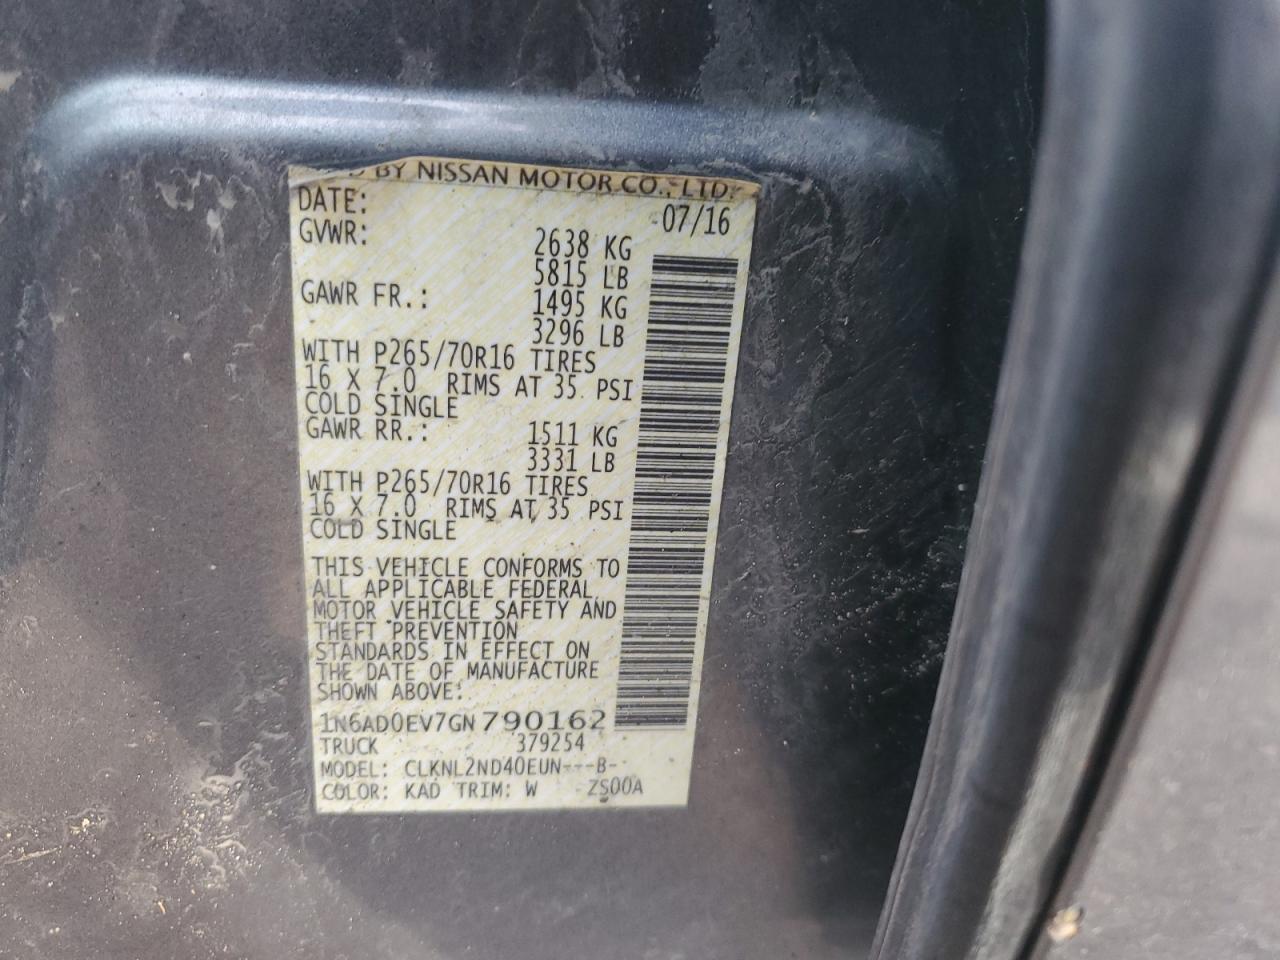 BY NISSAN MOTOR CO., LTD.
DATE: 07/16
GVWR: 2638 KG
5815 LB
GAWR FR.: 1495 KG
3296 LB
WITH P265/70R16 TIRES
16 X 7.0 RIMS AT 35 PSI
COLD SINGLE
GAWR RR.: 1511 KG
3331 LB
WITH P265/70R16 TIRES
16 X 7.0 RIMS AT 35 PSI
COLD SINGLE
THIS VEHICLE CONFORMS TO
ALL APPLICABLE FEDERAL
MOTOR VEHICLE SAFETY AND
THEFT PREVENTION
STANDARDS IN EFFECT ON
THE DATE OF MANUFACTURE
SHOWN ABOVE:
1N6AD0EV7GN790162
TRUCK 379254
MODEL: CLKNL2ND40EUN---B-
COLOR: KAD TRIM: W ZS00A